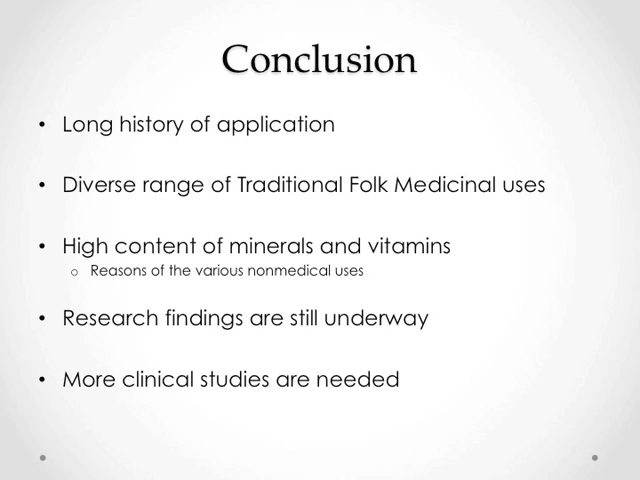 Conclusion
• Long history of application
• Diverse range of Traditional Folk Medicinal uses
• High content of minerals and vitamins
o Reasons of the various nonmedical uses
• Research findings are still underway
• More clinical studies are needed